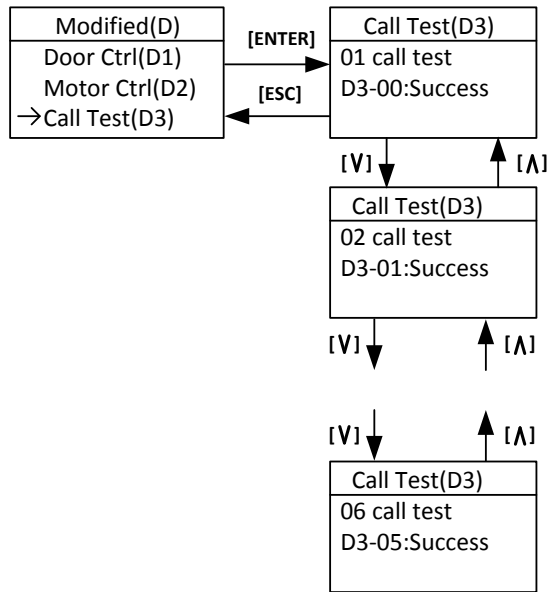 Modified(D)
Door Ctrl(D1)
Motor Ctrl(D2)
→Call Test(D3)
[ENTER]
[ESC]
Call Test(D3)
01 call test
D3-00:Success
[∨]
[∧]
Call Test(D3)
02 call test
D3-01:Success
[∨]
[∧]
[∨]
[∧]
Call Test(D3)
06 call test
D3-05:Success